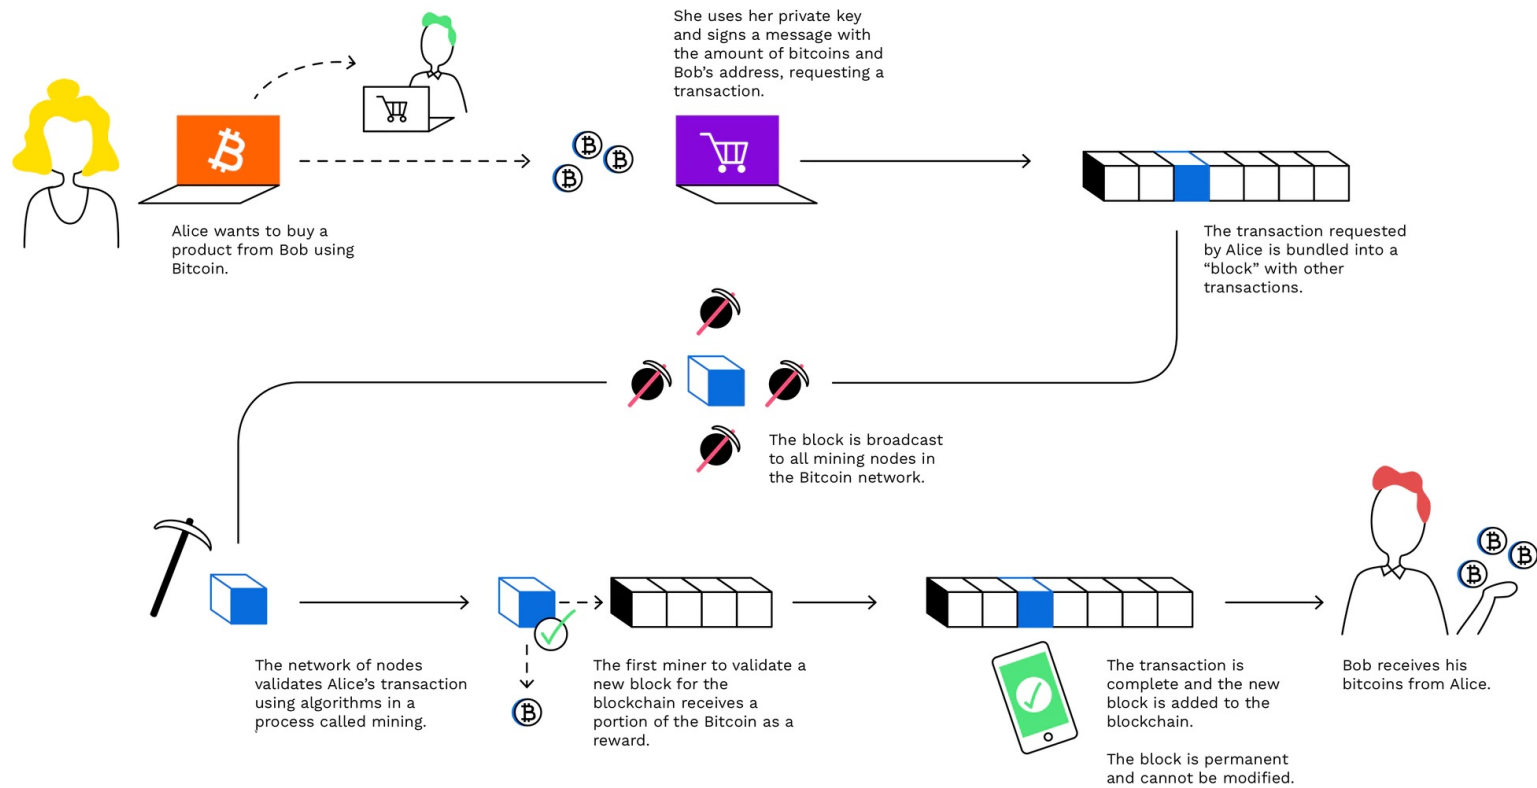 She uses her private key
and signs a message with
the amount of bitcoins and
Bob's address, requesting a
transaction.
Alice wants to buy a
product from Bob using
Bitcoin.
The transaction requested
by Alice is bundled into a
“block” with other
transactions.
The block is broadcast
to all mining nodes in
the Bitcoin network.
The network of nodes
validates Alice's transaction
using algorithms in a
process called mining.
The first miner to validate a
new block for the
blockchain receives a
portion of the Bitcoin as a
reward.
The transaction is
complete and the new
block is added to the
blockchain.
The block is permanent
and cannot be modified.
Bob receives his
bitcoins from Alice.